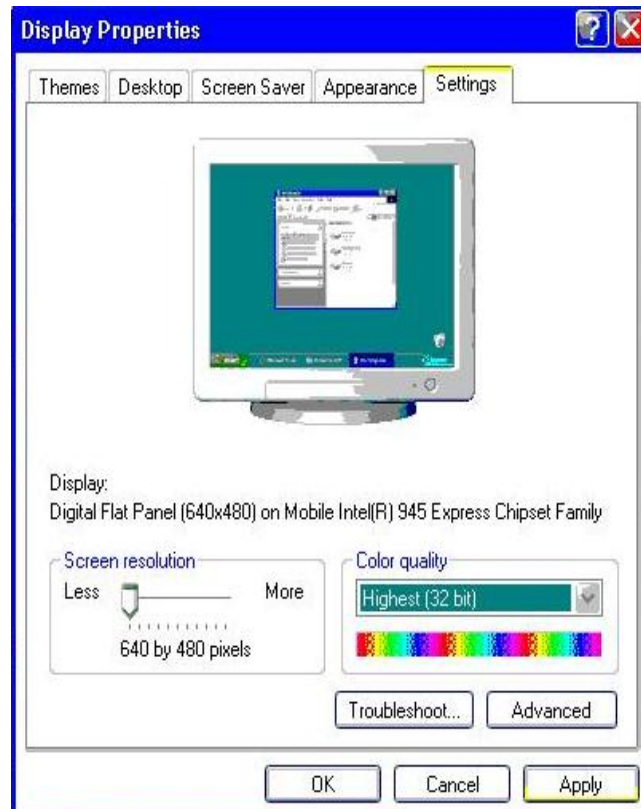 Display Properties
Themes Desktop Screen Saver Appearance Settings
Display:
Digital Flat Panel (640x480) on Mobile Intel(R) 945 Express Chipset Family
Screen resolution
Less More
640 by 480 pixels
Color quality
Highest (32 bit)
Troubleshoot... Advanced
OK Cancel Apply